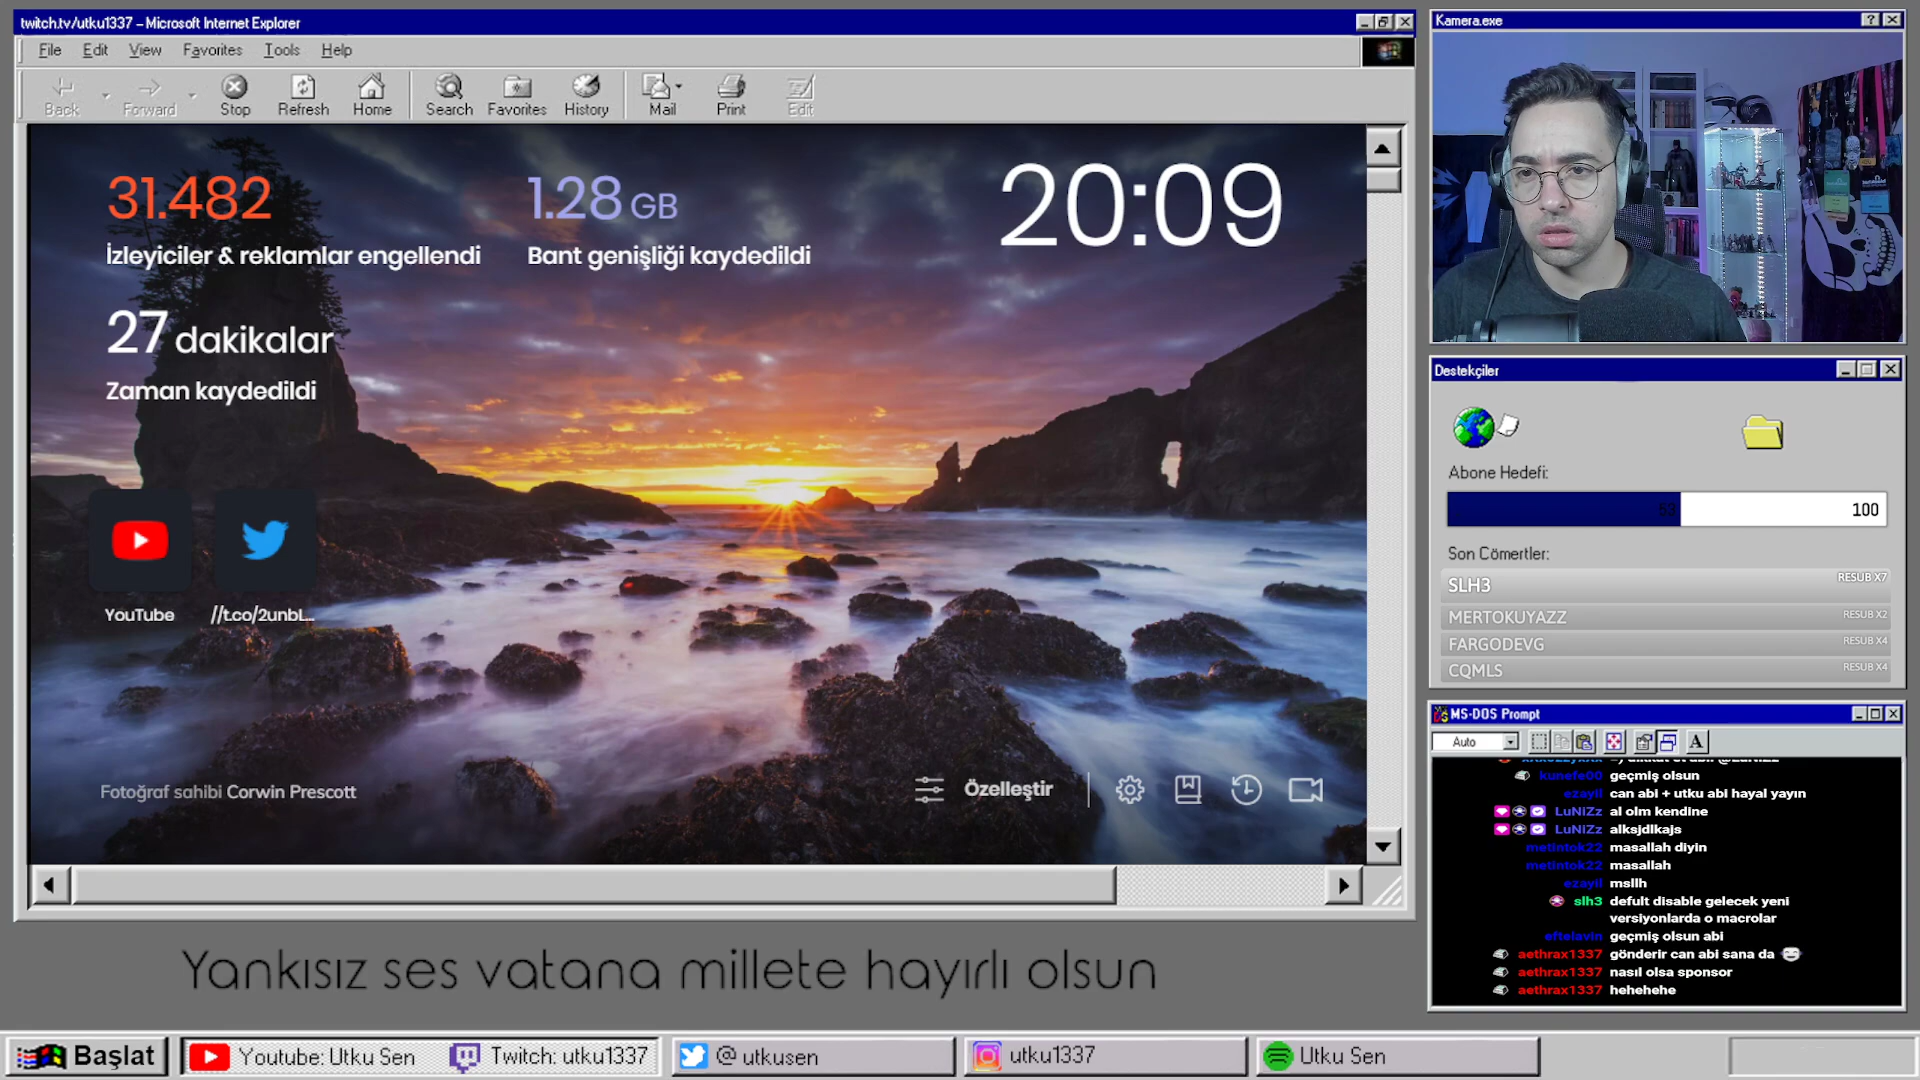 twitch.tv/utku1337 – Microsoft Internet Explorer
File Edit View Favorites Tools Help
Back Forward Stop Refresh Home Search Favorites History Mail Print Edit
31.482
İzleyiciler & reklamlar engellendi
1.28 GB
Bant genişliği kaydedildi
20:09
27 dakikalar
Zaman kaydedildi
YouTube
//t.co/2unbL...
Fotoğraf sahibi Corwin Prescott
Özelleştir
Yankısız ses vatana millete hayırlı olsun
Kamera.exe
Destekçiler
Abone Hedefi:
53 100
Son Cömertler:
SLH3 RESUB X7
MERTOKUYAZZ RESUB X2
FARGODEVG RESUB X4
CQMLS RESUB X4
MS-DOS Prompt
Auto
A
kunefe00 geçmiş olsun
ezayil can abi + utku abi hayal yayın
LuNiZz al olm kendine
LuNiZz alksjdlkajs
metintok22 masallah diyin
metintok22 masallah
ezayil msllh
slh3 defult disable gelecek yeni
versiyonlarda o macrolar
eftelavin geçmiş olsun abi
aethrax1337 gönderir can abi sana da
aethrax1337 nasıl olsa sponsor
aethrax1337 hehehehe
Başlat
Youtube: Utku Sen
Twitch: utku1337
@utkusen
utku1337
Utku Sen